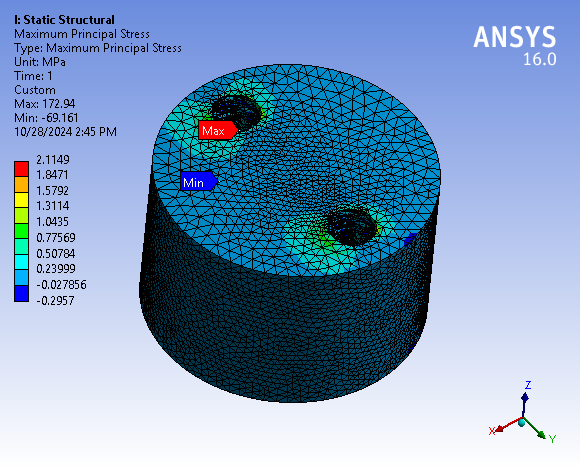 I: Static Structural
Maximum Principal Stress
Type: Maximum Principal Stress
Unit: MPa
Time: 1
Custom
Max: 172.94
Min: -69.161
10/28/2024 2:45 PM
2.1149
1.8471
1.5792
1.3114
1.0435
0.77569
0.50784
0.23999
-0.027856
-0.2957
ANSYS
16.0
Max
Min
Z
X
Y